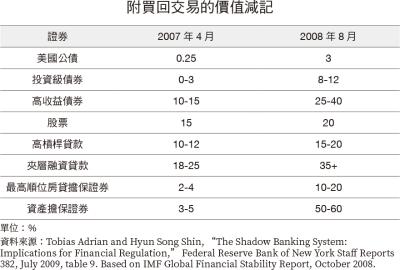 附買回交易的價值減記
證券 2007 年 4 月 2008 年 8 月
美國公債 0.25 3
投資級債券 0-3 8-12
高收益債券 10-15 25-40
股票 15 20
高槓桿貸款 10-12 15-20
夾層融資貸款 18-25 35+
最高順位房貸擔保證券 2-4 10-20
資產擔保證券 3-5 50-60
單位：%
資料來源：Tobias Adrian and Hyun Song Shin, “The Shadow Banking System:
Implications for Financial Regulation,” Federal Reserve Bank of New York Staff Reports
382, July 2009, table 9. Based on IMF Global Financial Stability Report, October 2008.